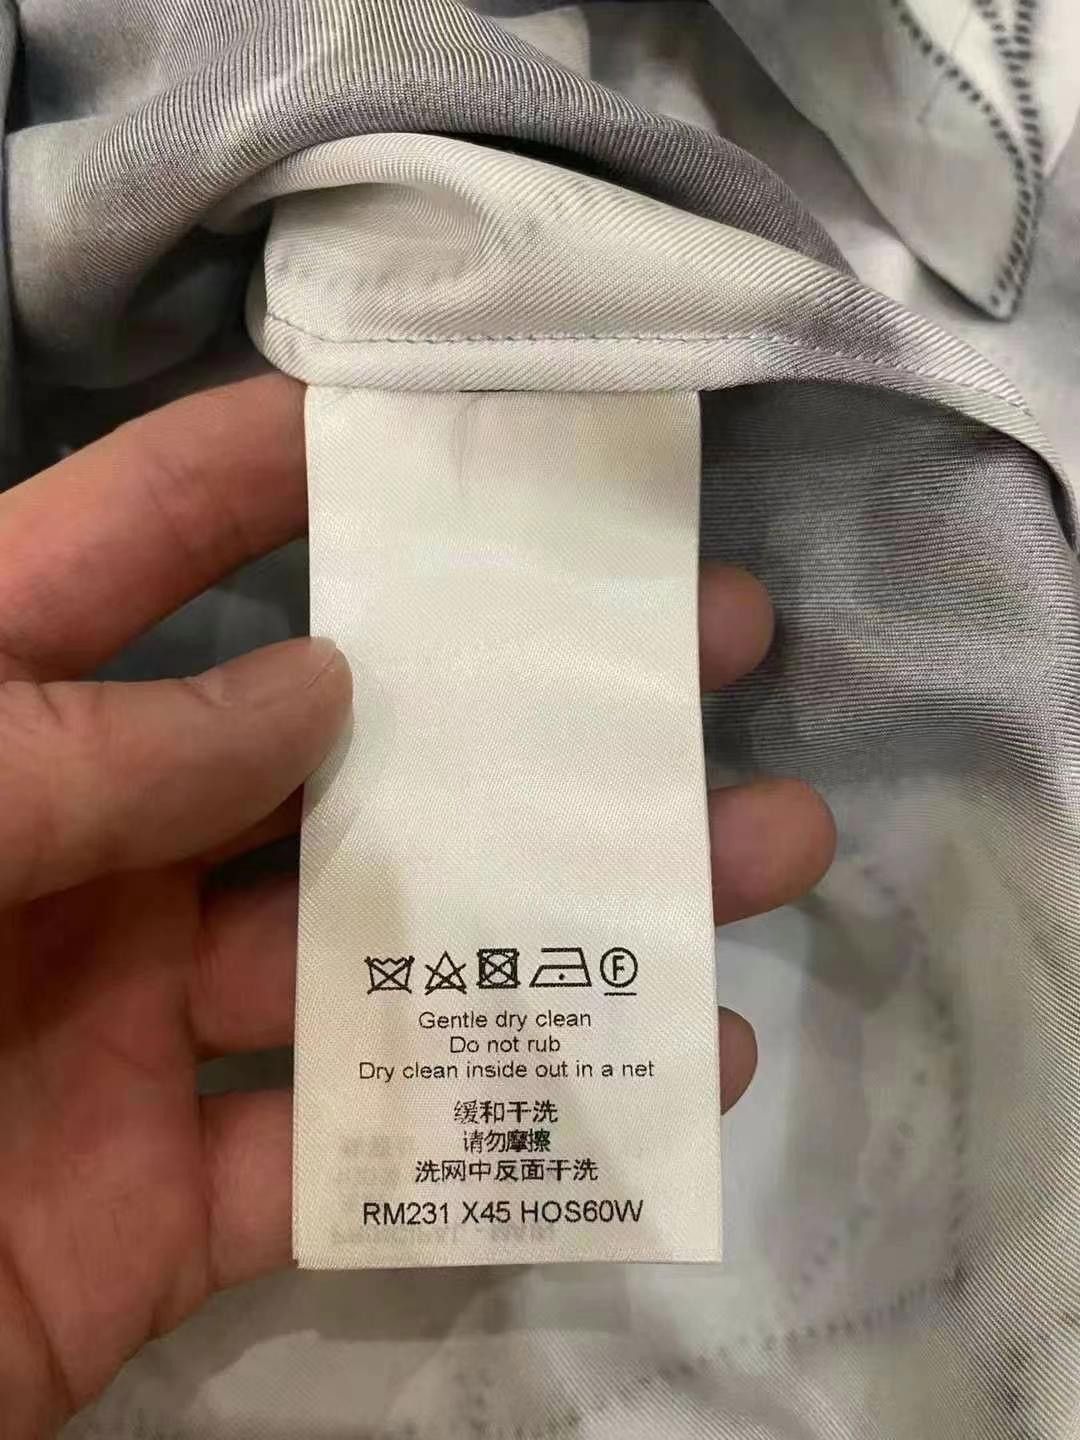 F
Gentle dry clean
Do not rub
Dry clean inside out in a net
缓和干洗
请勿摩擦
洗网中反面干洗
RM231 X45 HOS60W